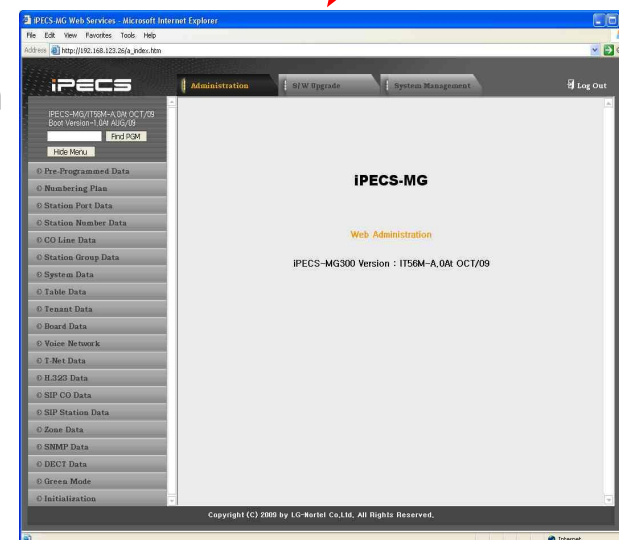 iPECS-MG Web Services - Microsoft Internet Explorer
File Edit View Favorites Tools Help
Address http://192.168.123.26/a_index.htm
iPECS
Administration
S/W Upgrade
System Management
Log Out
iPECS-MG/IT56M-A.0At OCT/09
Boot Version-1.0At AUG/09
Find PGM
Hide Menu
Pre-Programmed Data
Numbering Plan
Station Port Data
Station Number Data
CO Line Data
Station Group Data
System Data
Table Data
Tenant Data
Board Data
Voice Network
T-Net Data
H.323 Data
SIP CO Data
SIP Station Data
Zone Data
SNMP Data
DECT Data
Green Mode
Initialization
iPECS-MG
Web Administration
iPECS-MG300 Version : IT56M-A.0At OCT/09
Copyright (C) 2009 by LG-Nortel Co.Ltd. All Rights Reserved.
Internet